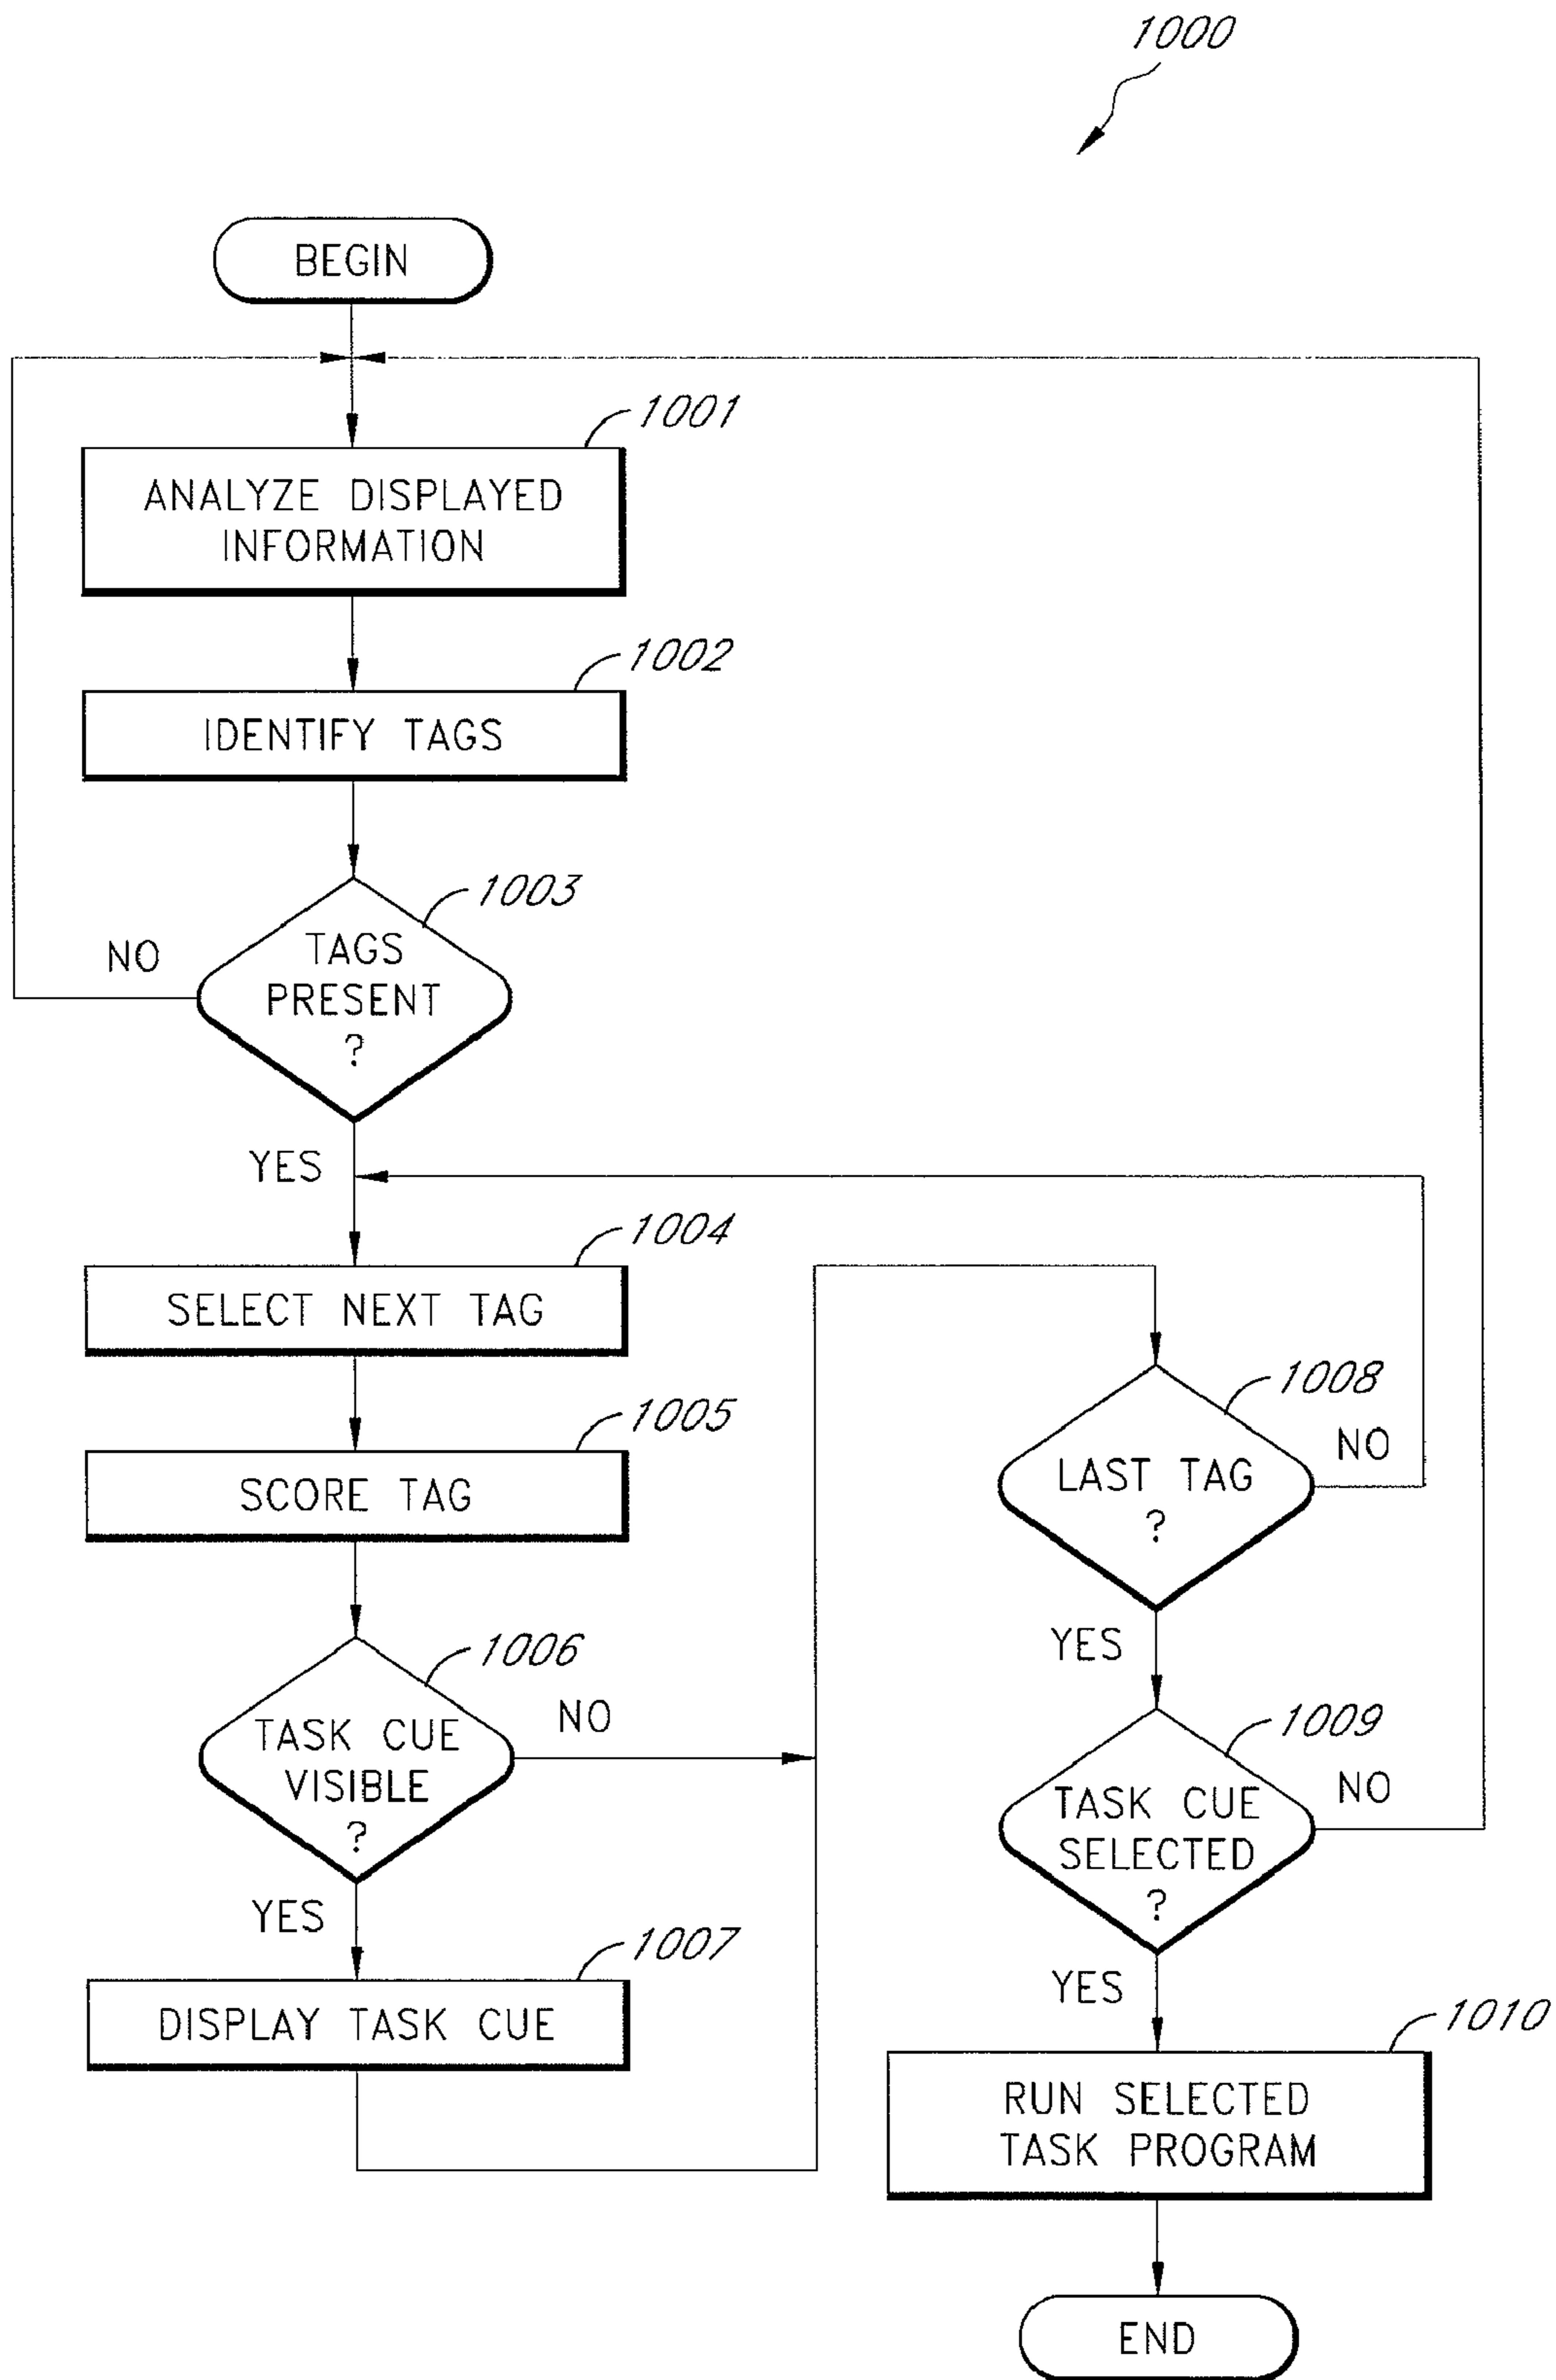 1000
BEGIN
1001
ANALYZE DISPLAYED
INFORMATION
1002
IDENTIFY TAGS
1003
TAGS
PRESENT
?
NO
YES
1004
SELECT NEXT TAG
1005
SCORE TAG
1006
TASK CUE
VISIBLE
?
NO
YES
1007
DISPLAY TASK CUE
1008
LAST TAG
?
NO
YES
1009
TASK CUE
SELECTED
?
NO
YES
1010
RUN SELECTED
TASK PROGRAM
END